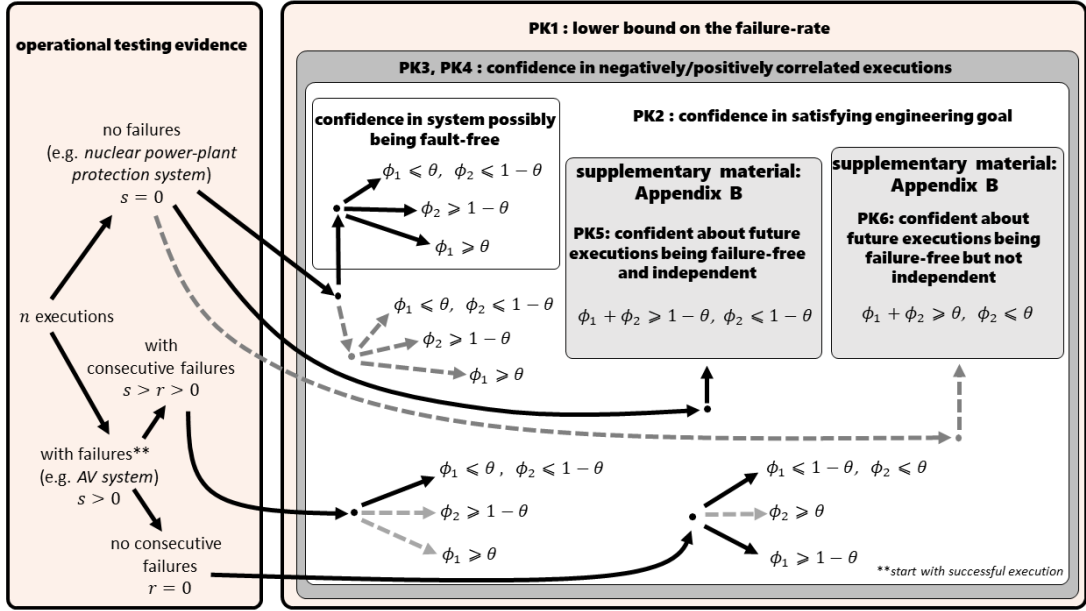 operational testing evidence
no failures
(e.g. nuclear power-plant
protection system)
s = 0
n executions
with
consecutive failures
s > r > 0
with failures**
(e.g. AV system)
s > 0
no consecutive
failures
r = 0
PK1 : lower bound on the failure-rate
PK3, PK4 : confidence in negatively/positively correlated executions
confidence in system possibly
being fault-free
ϕ₁ ⩽ θ, ϕ₂ ⩽ 1 − θ
ϕ₂ ⩾ 1 − θ
ϕ₁ ⩾ θ
ϕ₁ ⩽ θ, ϕ₂ ⩽ 1 − θ
ϕ₂ ⩾ 1 − θ
ϕ₁ ⩾ θ
PK2 : confidence in satisfying engineering goal
supplementary material:
Appendix B
PK5: confident about future
executions being failure-free
and independent
ϕ₁ + ϕ₂ ⩾ 1 − θ, ϕ₂ ⩽ 1 − θ
supplementary material:
Appendix B
PK6: confident about
future executions being
failure-free but not
independent
ϕ₁ + ϕ₂ ⩾ θ, ϕ₂ ⩽ θ
ϕ₁ ⩽ θ , ϕ₂ ⩽ 1 − θ
ϕ₂ ⩾ 1 − θ
ϕ₁ ⩾ θ
ϕ₁ ⩽ 1 − θ, ϕ₂ ⩽ θ
ϕ₂ ⩾ θ
ϕ₁ ⩾ 1 − θ
**start with successful execution